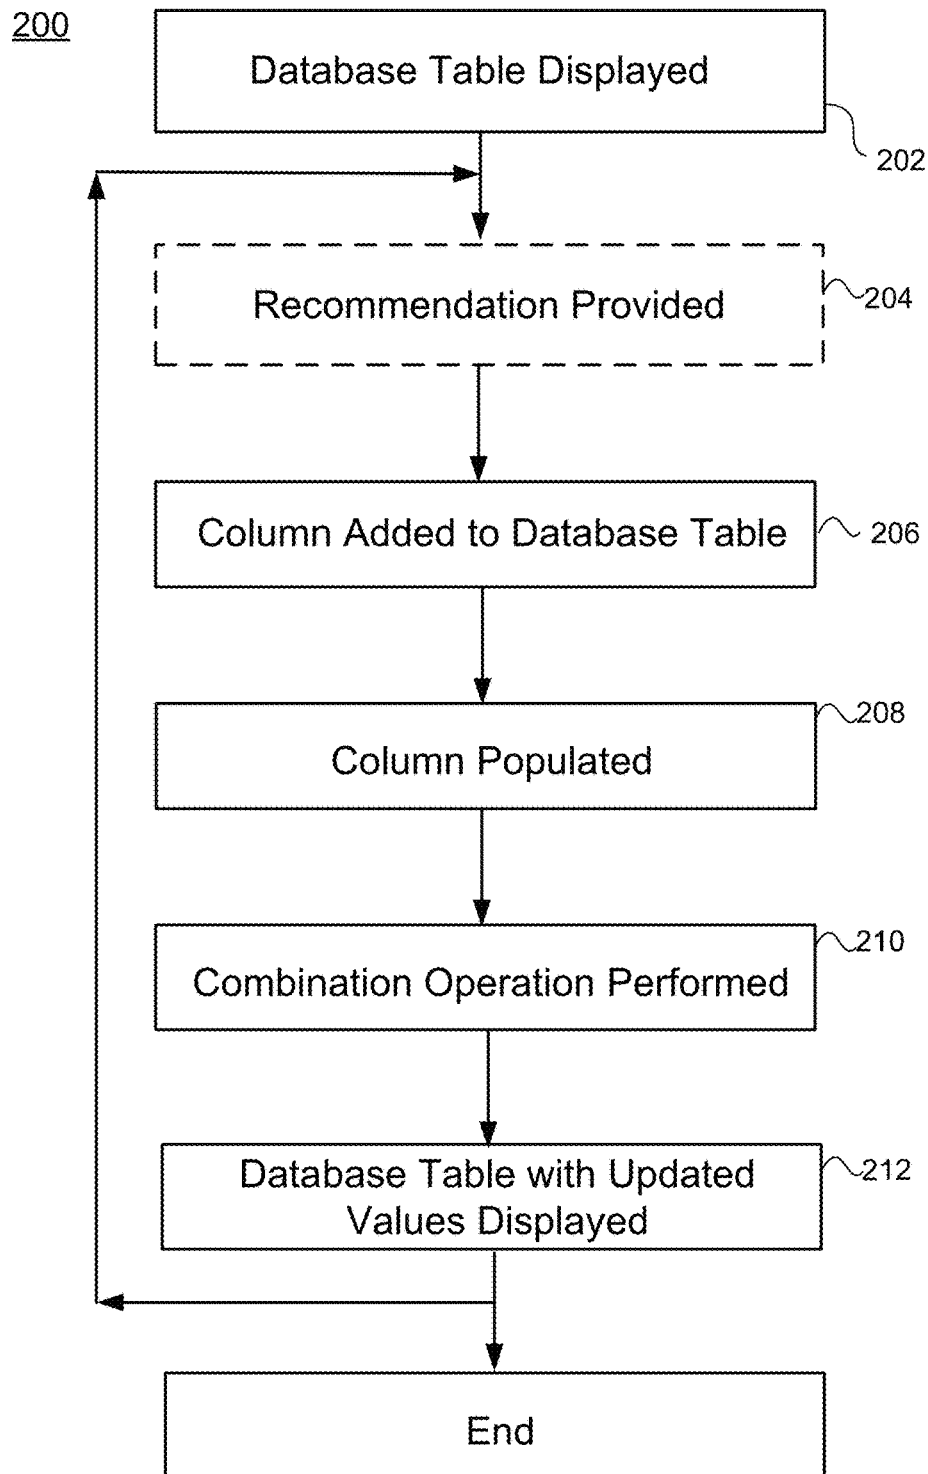 200
Database Table Displayed
202
Recommendation Provided
204
Column Added to Database Table
206
208
Column Populated
210
Combination Operation Performed
Database Table with Updated
212
Values Displayed
End